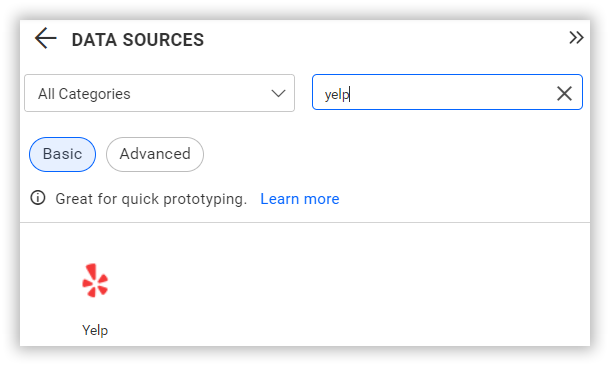 DATA SOURCES
All Categories
yelp
Basic Advanced
Great for quick prototyping. Learn more
Yelp